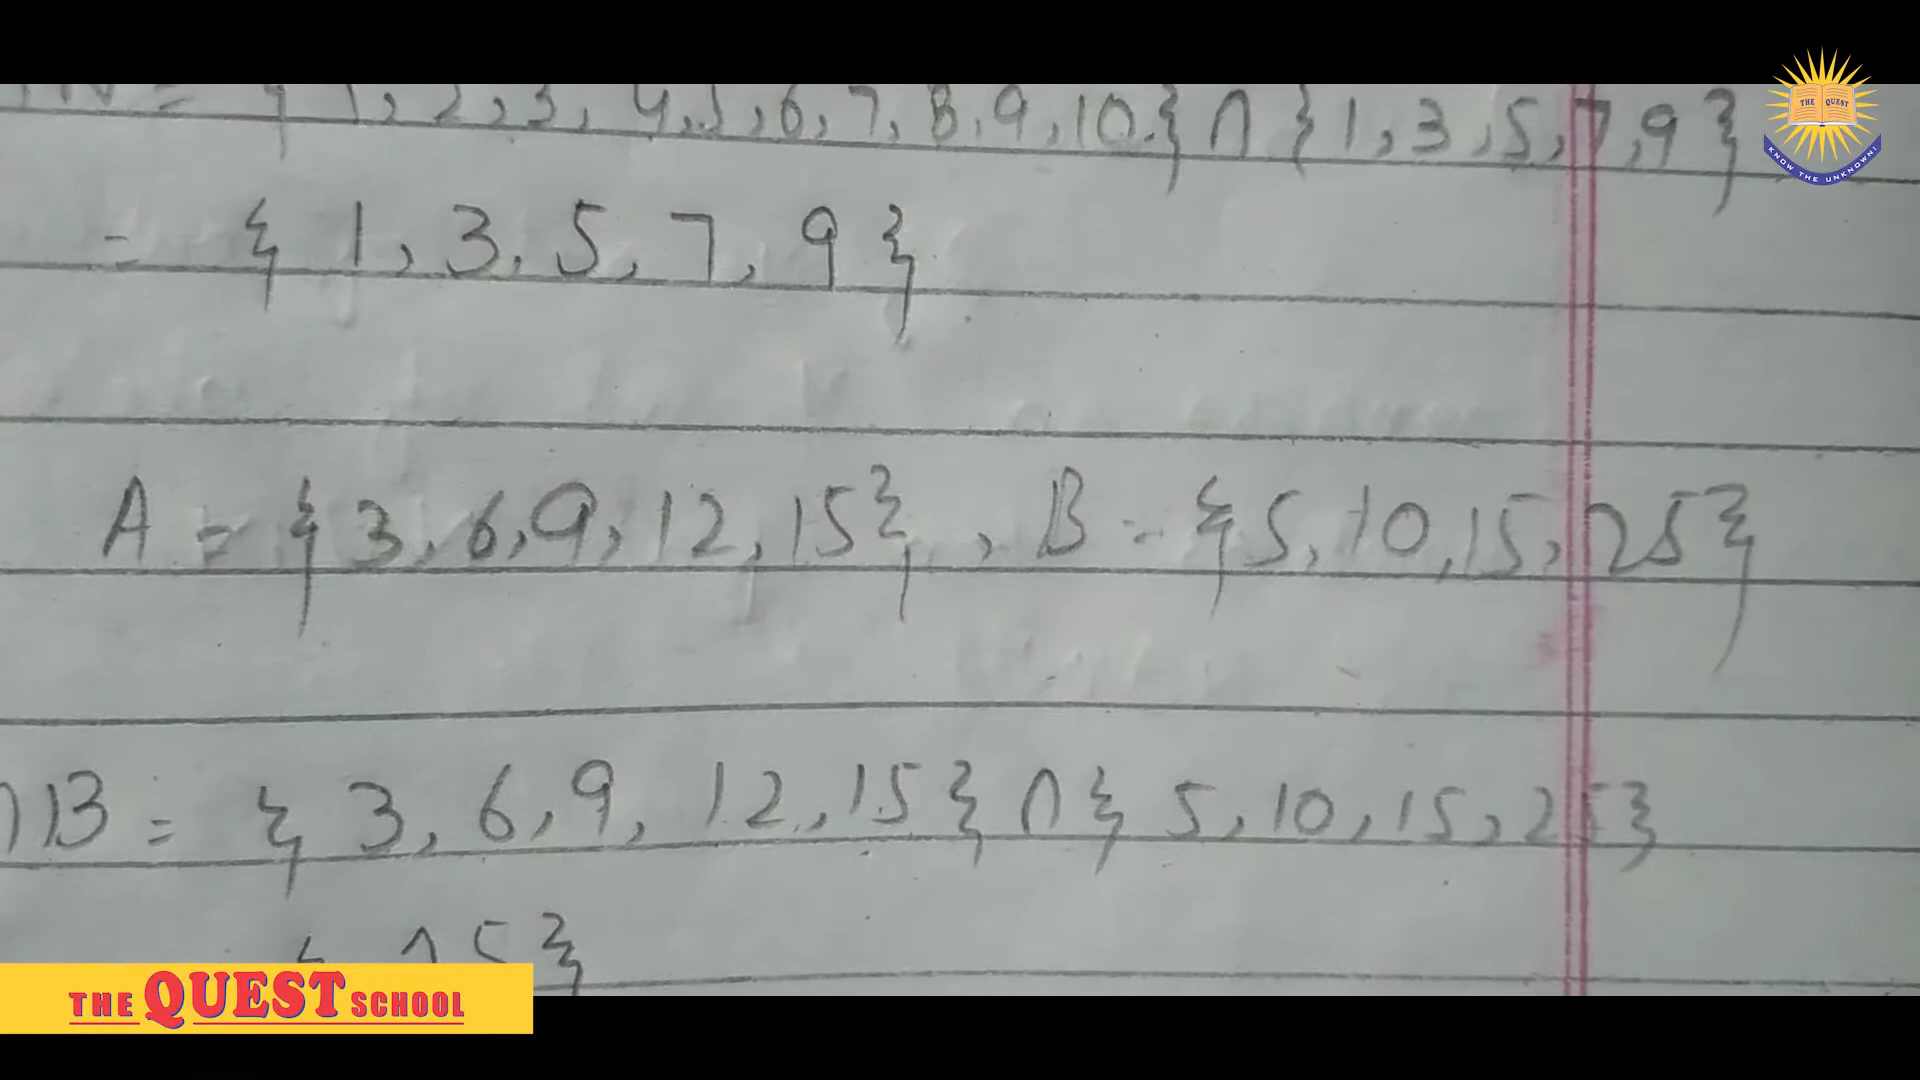 = { 1, 2, 3, 4, 5, 6, 7, 8, 9, 10 } ∩ { 1, 3, 5, 7, 9 }
= { 1, 3, 5, 7, 9 }
A = { 3, 6, 9, 12, 15 } , B = { 5, 10, 15, 25 }
∩ B = { 3, 6, 9, 12, 15 } ∩ { 5, 10, 15, 25 }
{ 15 }
THE QUEST SCHOOL
THE QUEST
KNOW THE UNKNOWN!